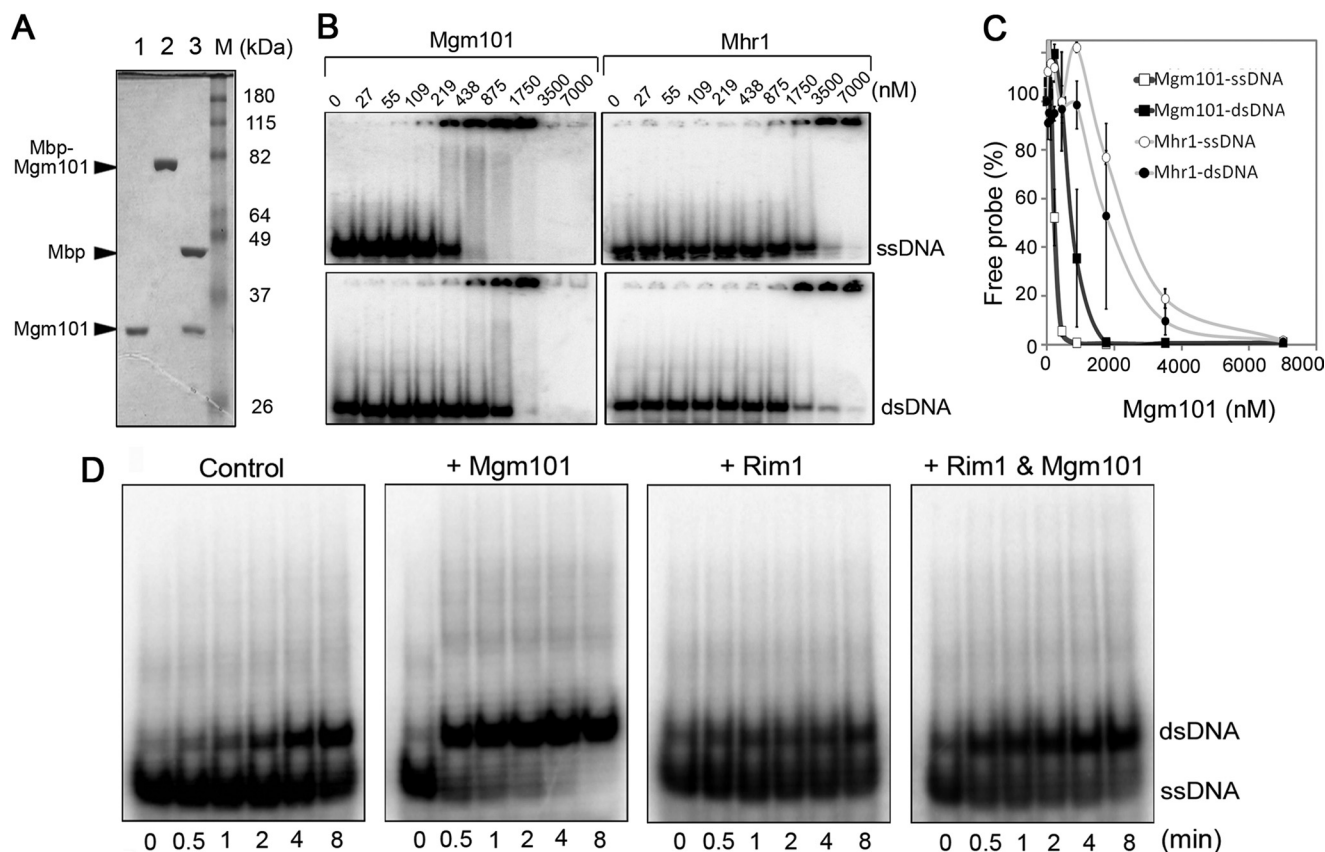 A
1 2 3 M (kDa)
180
115
82
64
49
37
26
Mbp-
Mgm101
Mbp
Mgm101
B
Mgm101
Mhr1
0 27 55 109 219 438 875 1750 3500 7000
0 27 55 109 219 438 875 1750 3500 7000 (nM)
ssDNA
dsDNA
C
Free probe (%)
100
80
60
40
20
0
0 2000 4000 6000 8000
Mgm101 (nM)
Mgm101-ssDNA
Mgm101-dsDNA
Mhr1-ssDNA
Mhr1-dsDNA
D
Control
+ Mgm101
+ Rim1
+ Rim1 & Mgm101
dsDNA
ssDNA
0 0.5 1 2 4 8
0 0.5 1 2 4 8
0 0.5 1 2 4 8
0 0.5 1 2 4 8 (min)